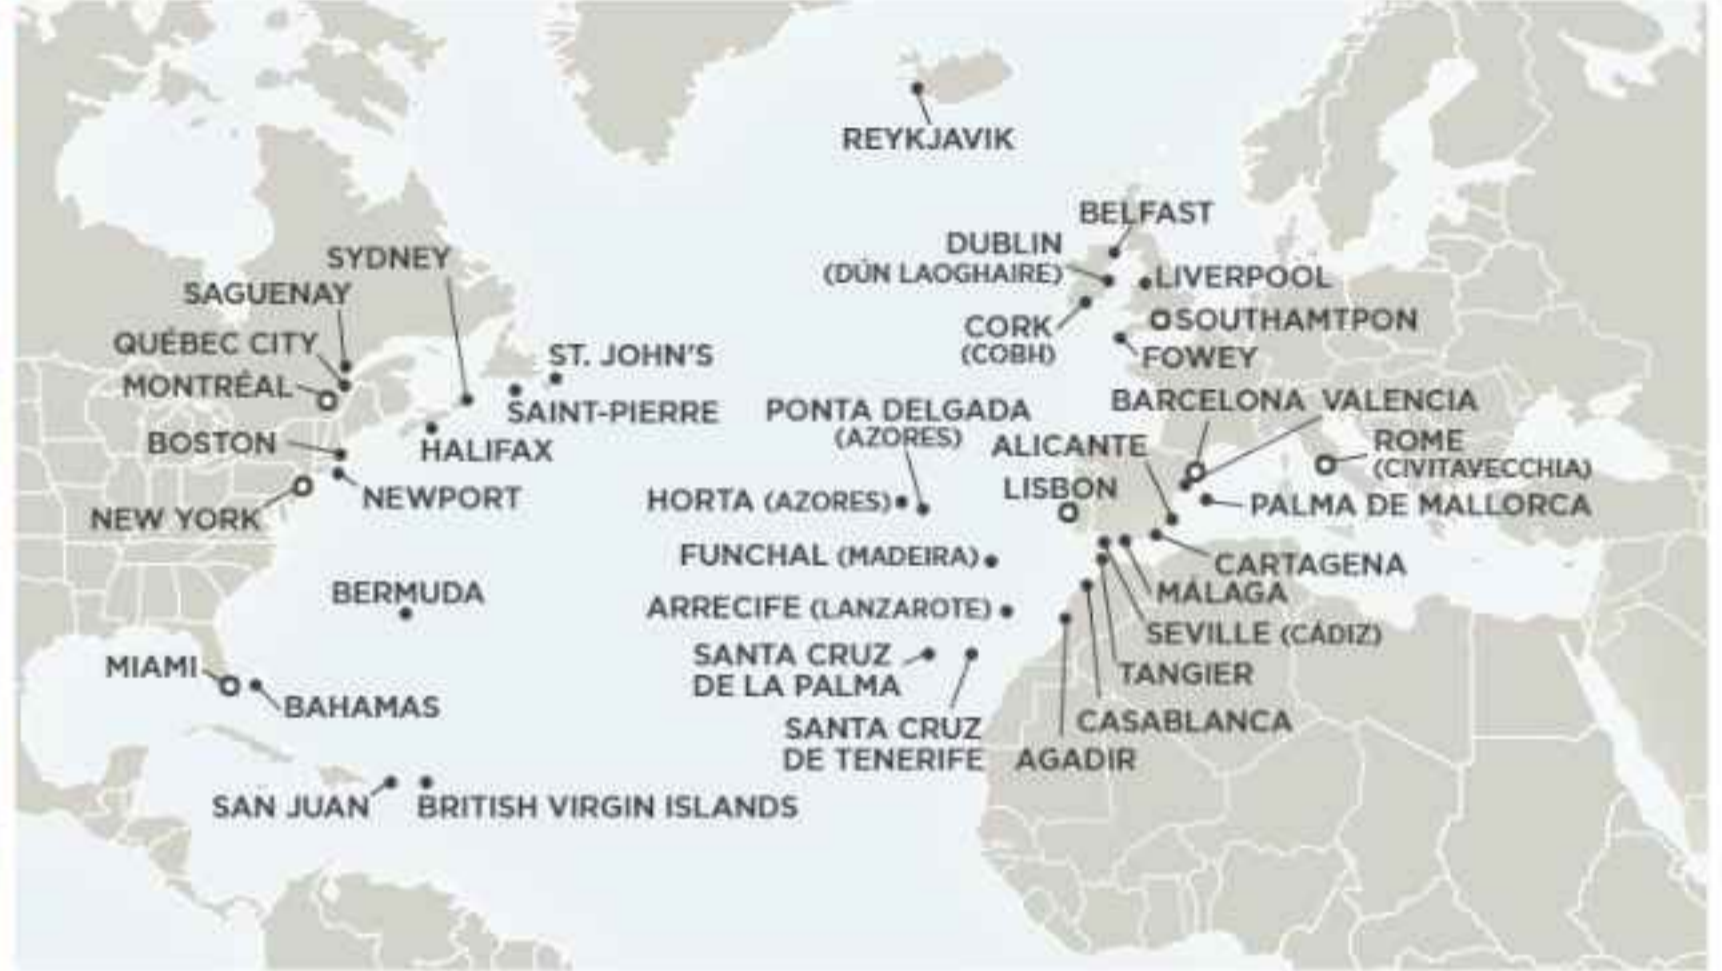 REYKJAVIK
BELFAST
DUBLIN
(DÚN LAOGHAIRE)
LIVERPOOL
CORK
(COBH)
SOUTHAMTPON
FOWEY
SYDNEY
SAGUENAY
QUÉBEC CITY
MONTRÉAL
ST. JOHN'S
SAINT-PIERRE
HALIFAX
BOSTON
NEWPORT
NEW YORK
PONTA DELGADA
(AZORES)
BARCELONA
VALENCIA
ALICANTE
ROME
(CIVITAVECCHIA)
LISBON
HORTA (AZORES)
PALMA DE MALLORCA
FUNCHAL (MADEIRA)
CARTAGENA
MÁLAGA
BERMUDA
ARRECIFE (LANZAROTE)
SEVILLE (CÁDIZ)
SANTA CRUZ
DE LA PALMA
TANGIER
MIAMI
BAHAMAS
SANTA CRUZ
DE TENERIFE
CASABLANCA
AGADIR
SAN JUAN
BRITISH VIRGIN ISLANDS